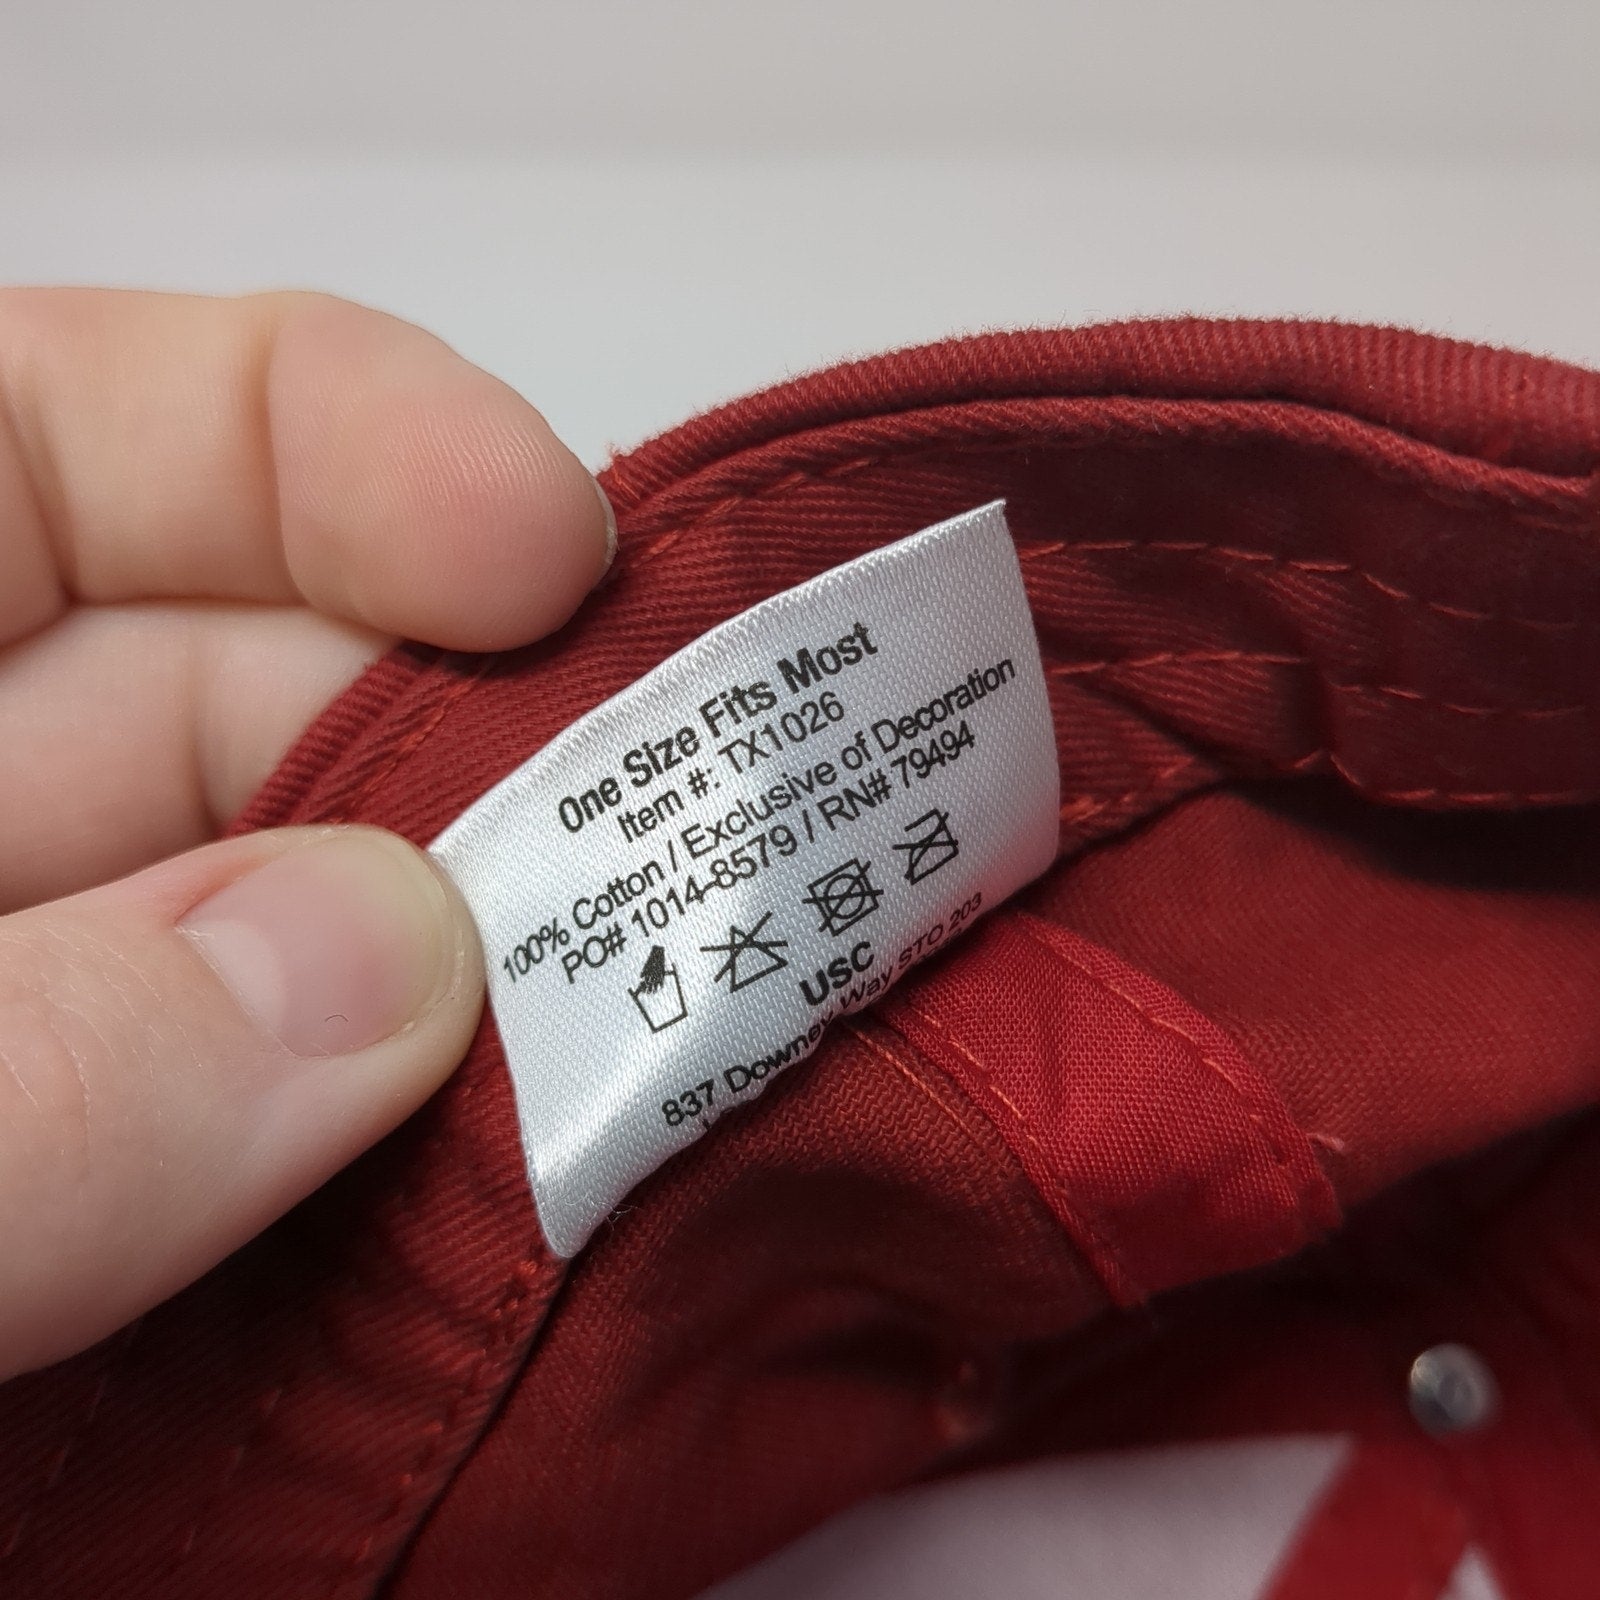 One Size Fits Most
Item #: TX1026
100% Cotton / Exclusive of Decoration
PO# 1014-8579 / RN# 79494
USC
837 Downey Way STO 203